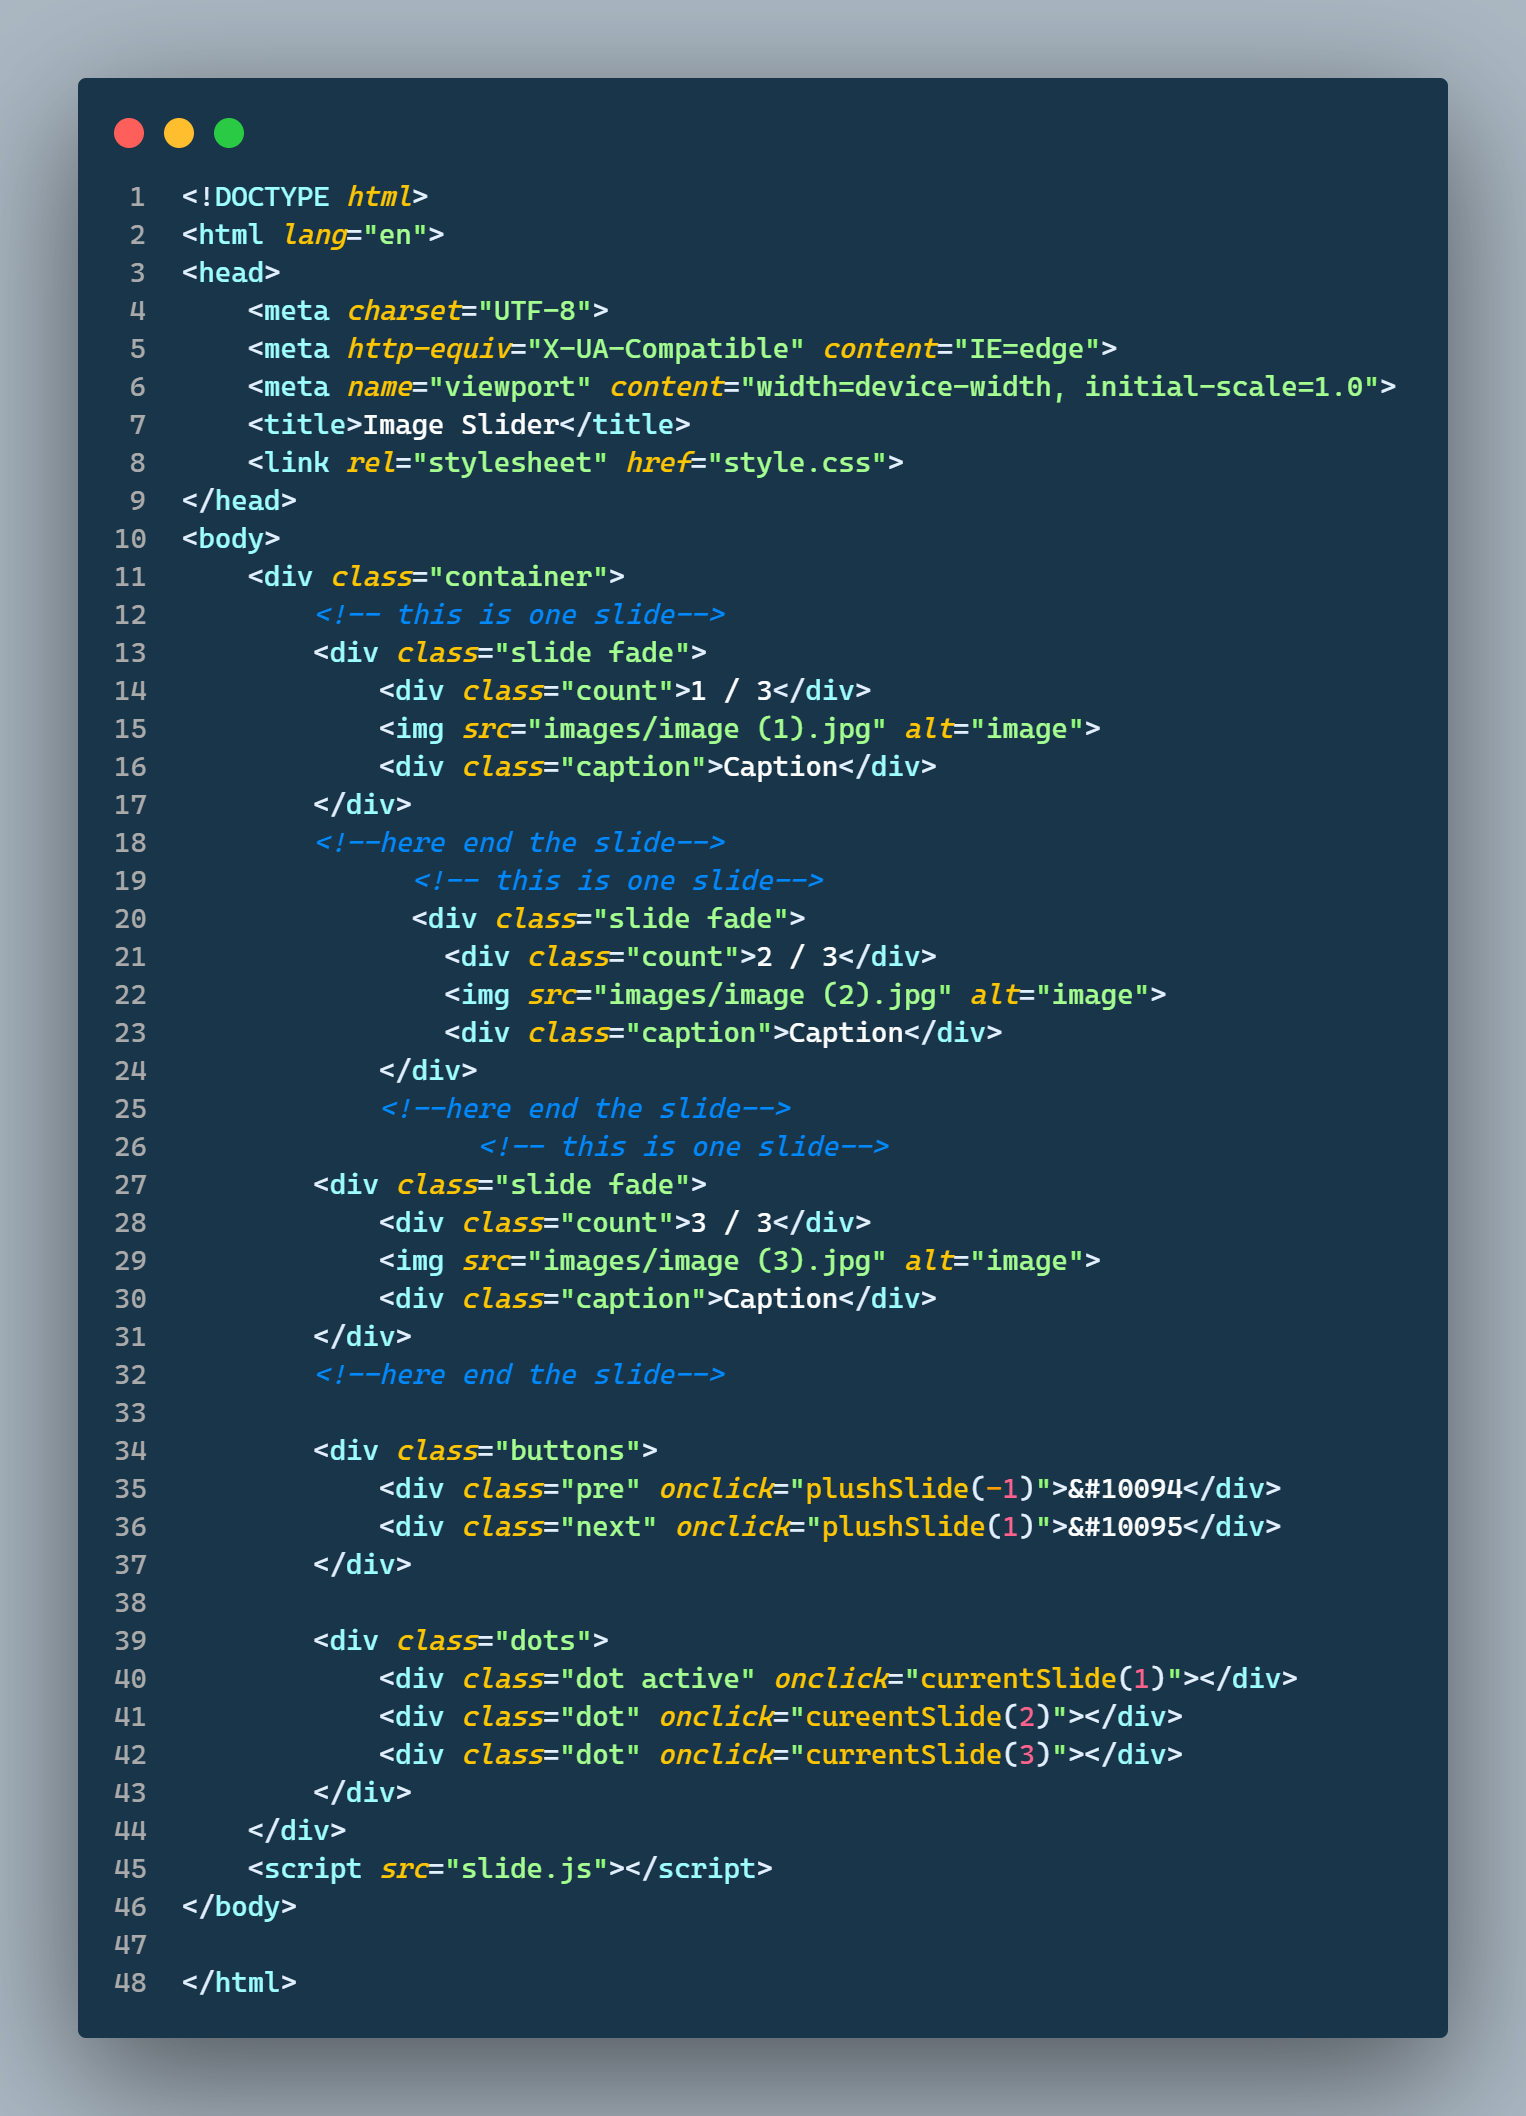 1 <!DOCTYPE html>
2 <html lang="en">
3 <head>
4     <meta charset="UTF-8">
5     <meta http-equiv="X-UA-Compatible" content="IE=edge">
6     <meta name="viewport" content="width=device-width, initial-scale=1.0">
7     <title>Image Slider</title>
8     <link rel="stylesheet" href="style.css">
9 </head>
10 <body>
11     <div class="container">
12         <!-- this is one slide-->
13         <div class="slide fade">
14             <div class="count">1 / 3</div>
15             <img src="images/image (1).jpg" alt="image">
16             <div class="caption">Caption</div>
17         </div>
18         <!--here end the slide-->
19               <!-- this is one slide-->
20               <div class="slide fade">
21                 <div class="count">2 / 3</div>
22                 <img src="images/image (2).jpg" alt="image">
23                 <div class="caption">Caption</div>
24             </div>
25             <!--here end the slide-->
26                   <!-- this is one slide-->
27         <div class="slide fade">
28             <div class="count">3 / 3</div>
29             <img src="images/image (3).jpg" alt="image">
30             <div class="caption">Caption</div>
31         </div>
32         <!--here end the slide-->
33
34         <div class="buttons">
35             <div class="pre" onclick="plushSlide(-1)">&#10094</div>
36             <div class="next" onclick="plushSlide(1)">&#10095</div>
37         </div>
38
39         <div class="dots">
40             <div class="dot active" onclick="currentSlide(1)"></div>
41             <div class="dot" onclick="cureentSlide(2)"></div>
42             <div class="dot" onclick="currentSlide(3)"></div>
43         </div>
44     </div>
45     <script src="slide.js"></script>
46 </body>
47
48 </html>